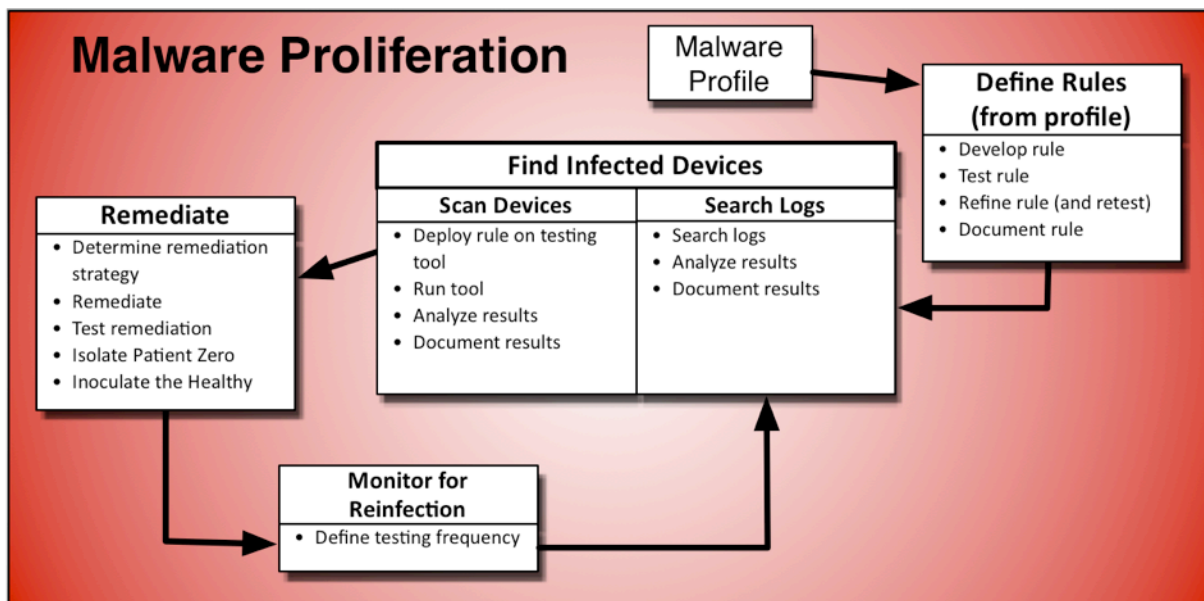 Malware Proliferation
Malware
Profile
Define Rules
(from profile)
• Develop rule
• Test rule
• Refine rule (and retest)
• Document rule
Find Infected Devices
Scan Devices
• Deploy rule on testing
tool
• Run tool
• Analyze results
• Document results
Search Logs
• Search logs
• Analyze results
• Document results
Remediate
• Determine remediation
strategy
• Remediate
• Test remediation
• Isolate Patient Zero
• Inoculate the Healthy
Monitor for
Reinfection
• Define testing frequency